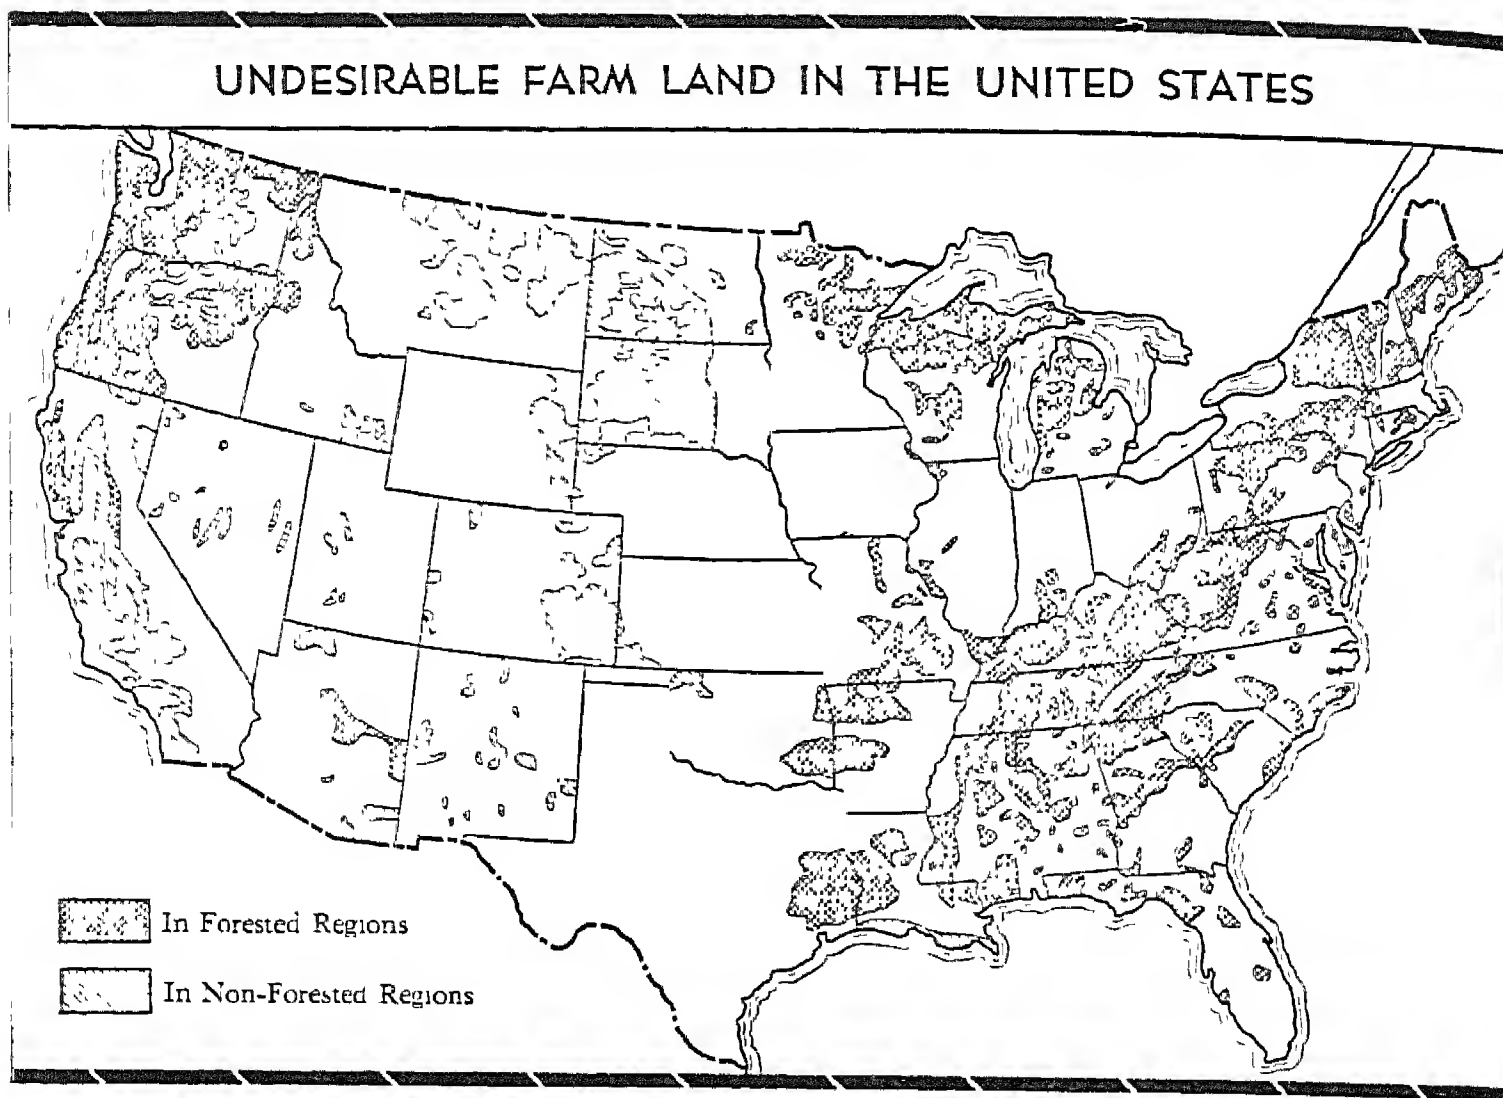 UNDESIRABLE FARM LAND IN THE UNITED STATES
In Forested Regions
In Non-Forested Regions